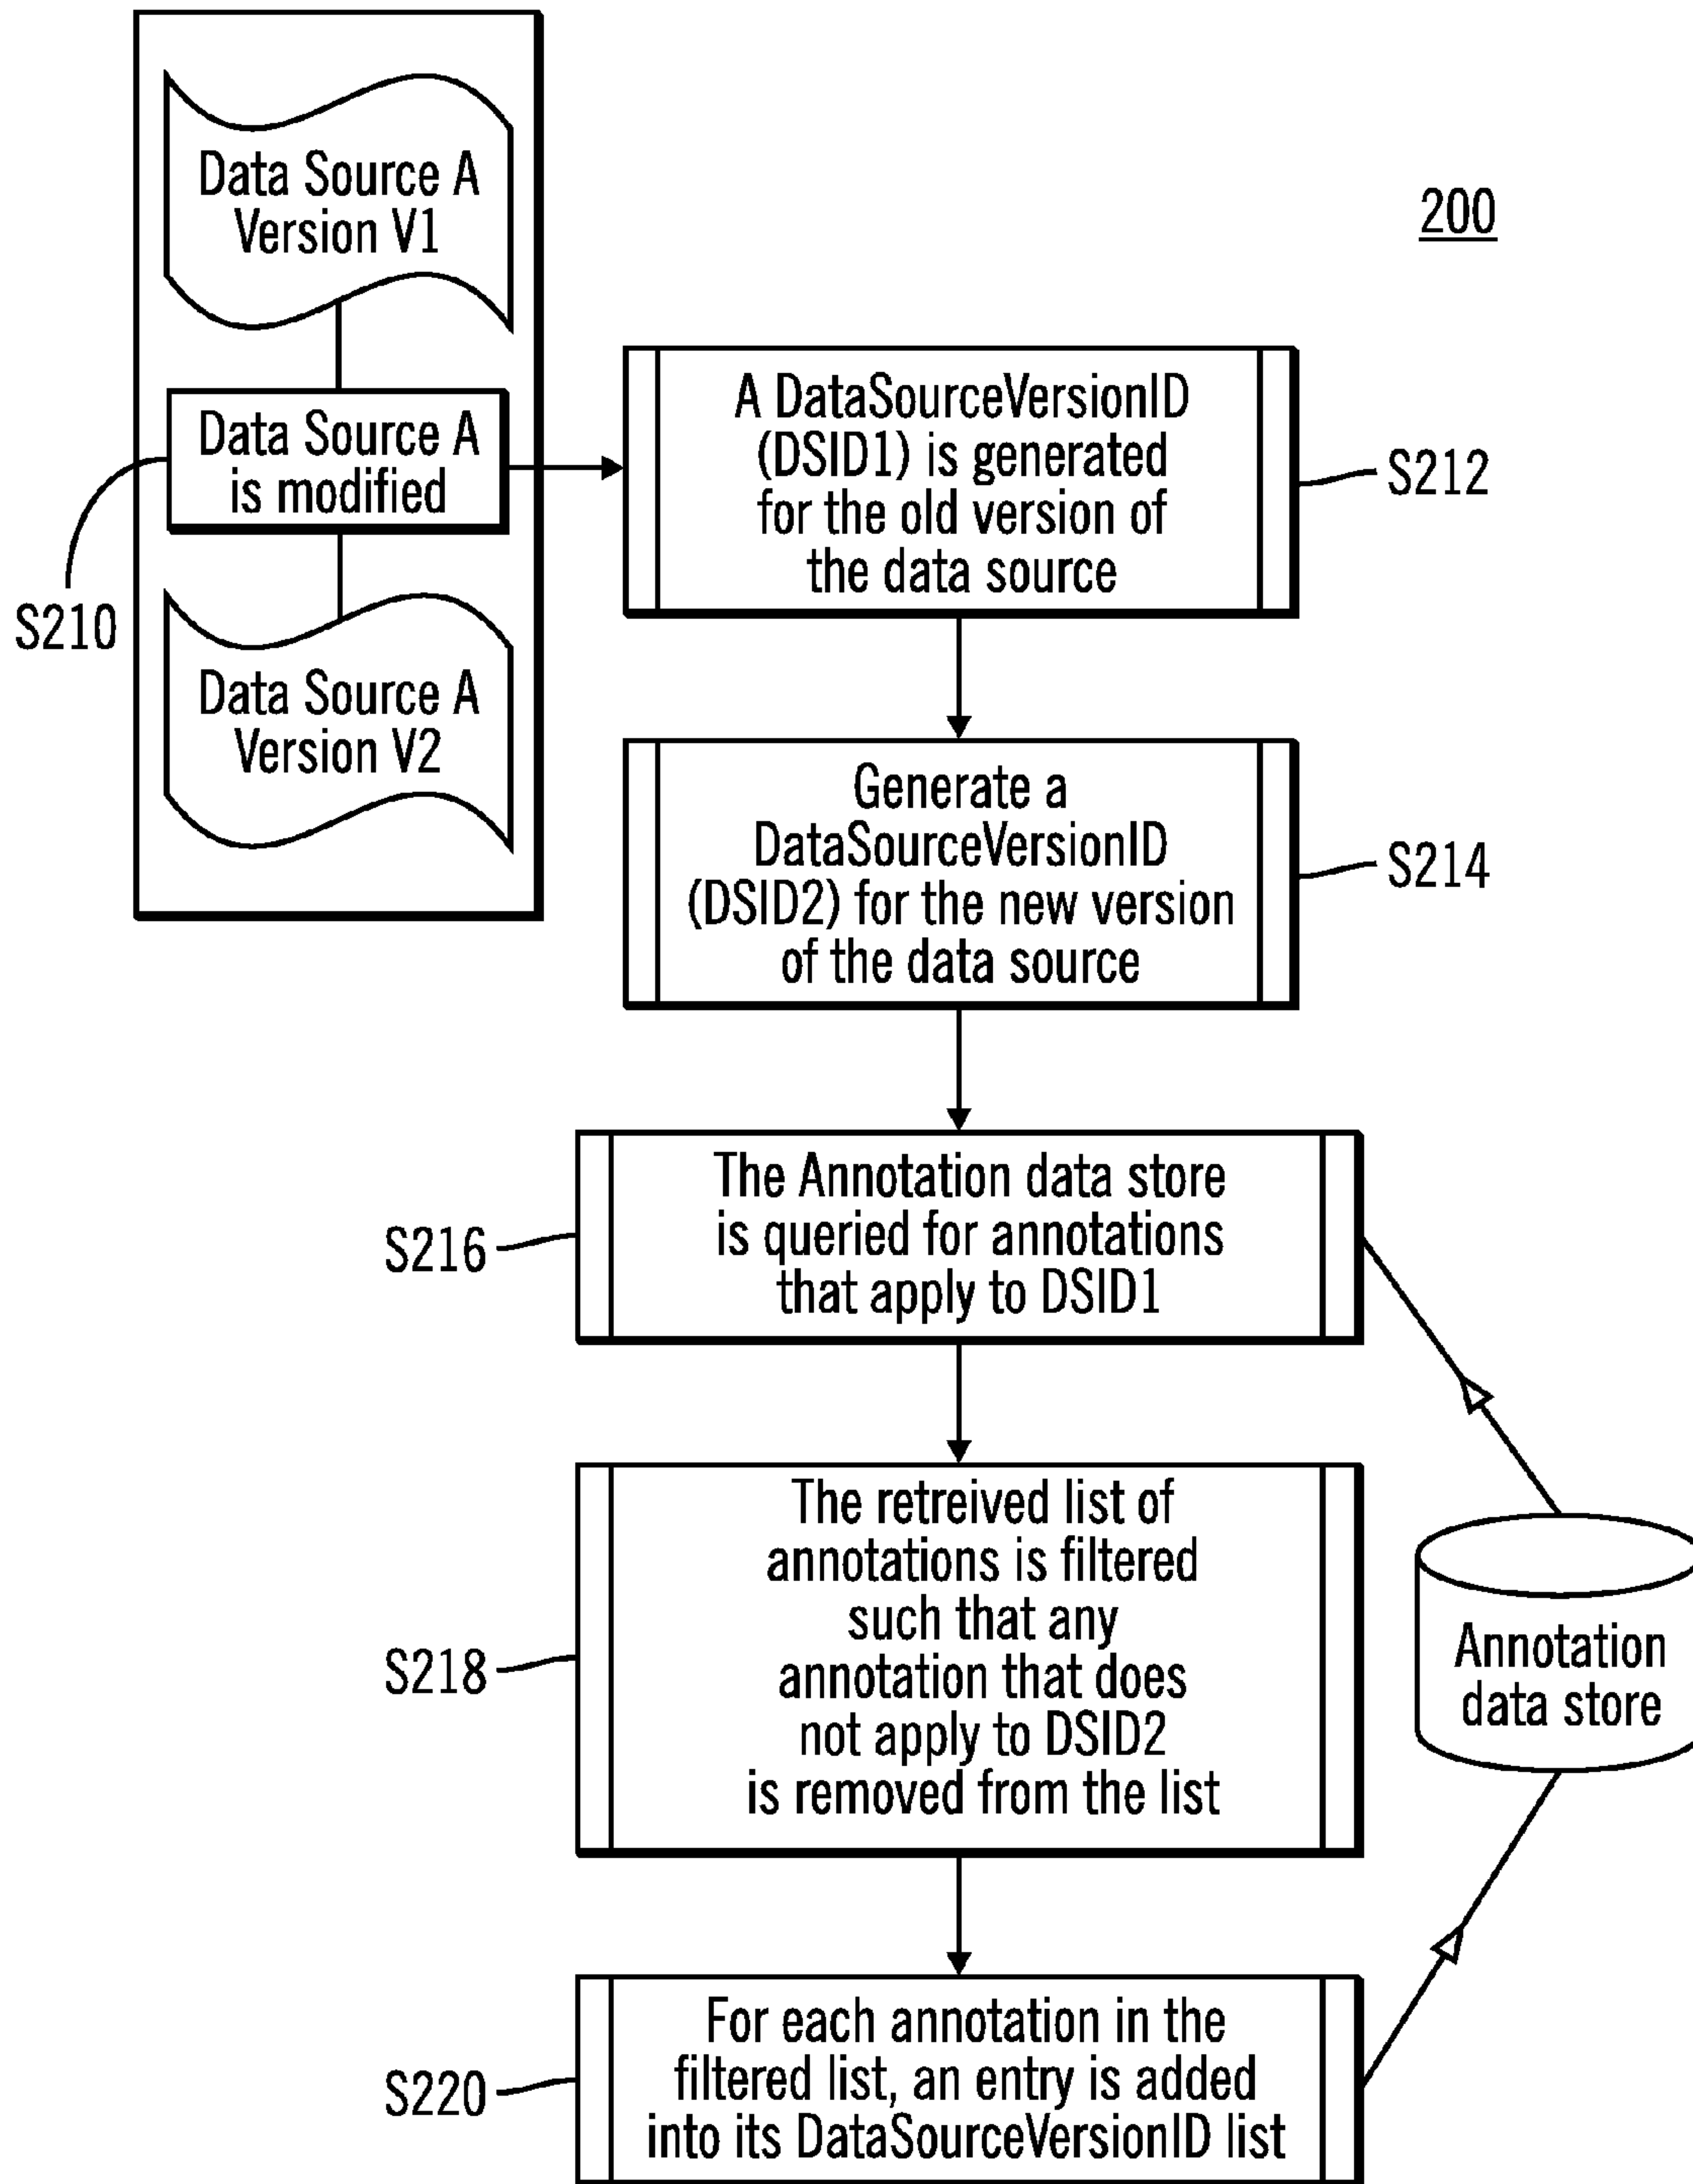 Data Source A
Version V1
200
Data Source A
is modified
S210
Data Source A
Version V2
A DataSourceVersionID
(DSID1) is generated
for the old version of
the data source
S212
Generate a
DataSourceVersionID
(DSID2) for the new version
of the data source
S214
The Annotation data store
is queried for annotations
that apply to DSID1
S216
The retreived list of
annotations is filtered
such that any
annotation that does
not apply to DSID2
is removed from the list
S218
Annotation
data store
For each annotation in the
filtered list, an entry is added
into its DataSourceVersionID list
S220